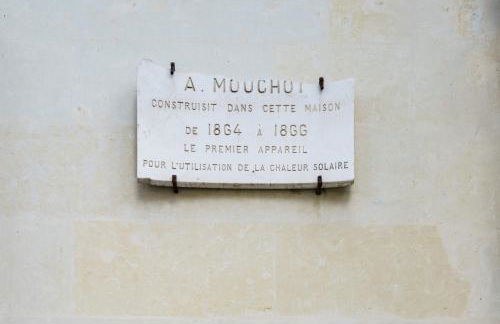 A. MOUCHOT
CONSTRUISIT DANS CETTE MAISON
DE 1864 à 1866
LE PREMIER APPAREIL
POUR L'UTILISATION DE LA CHALEUR SOLAIRE